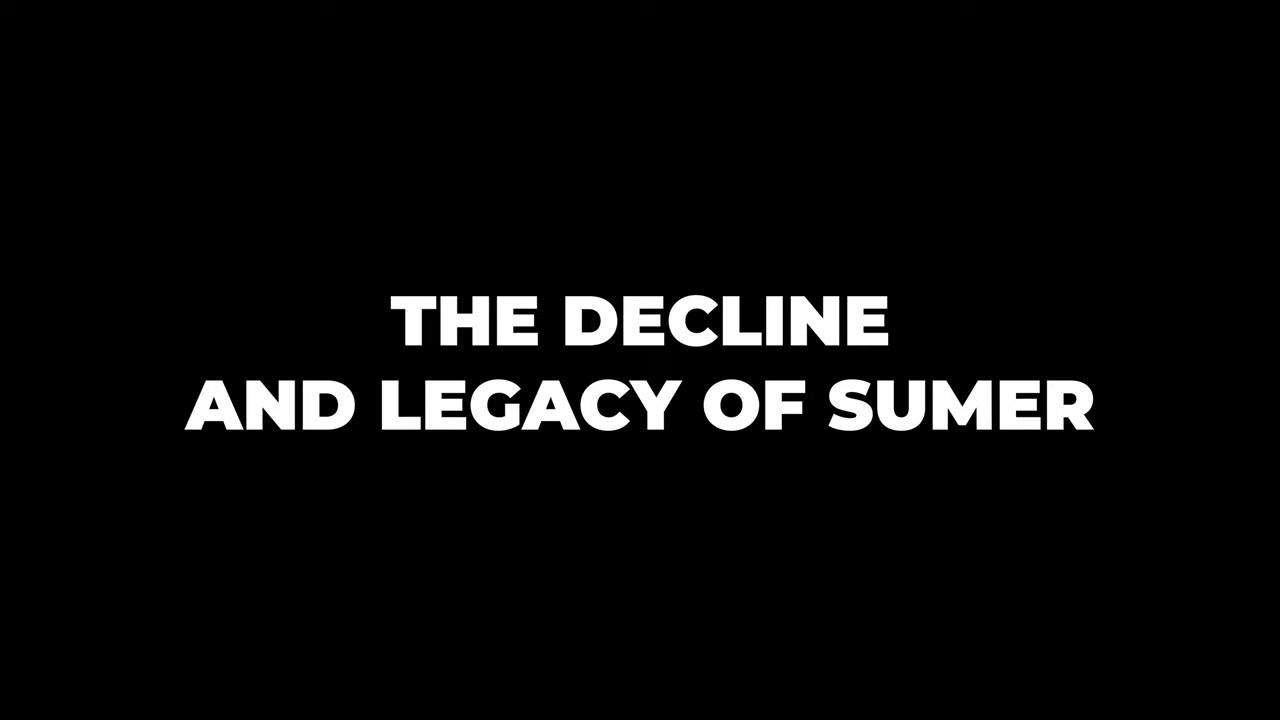 THE DECLINE
AND LEGACY OF SUMER